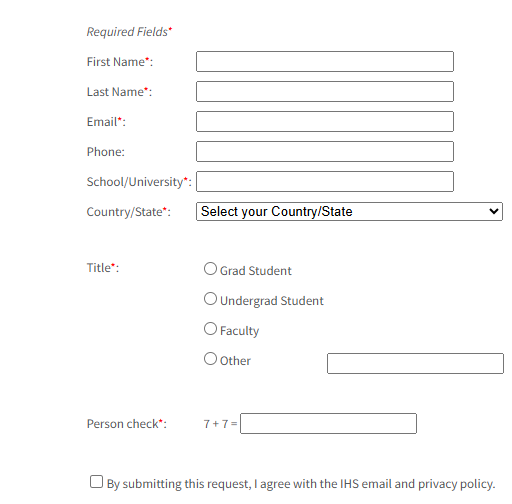 Required Fields*
First Name*:
Last Name*:
Email*:
Phone:
School/University*:
Country/State*: Select your Country/State
Title*: Grad Student
Undergrad Student
Faculty
Other
Person check*: 7 + 7 =
By submitting this request, I agree with the IHS email and privacy policy.